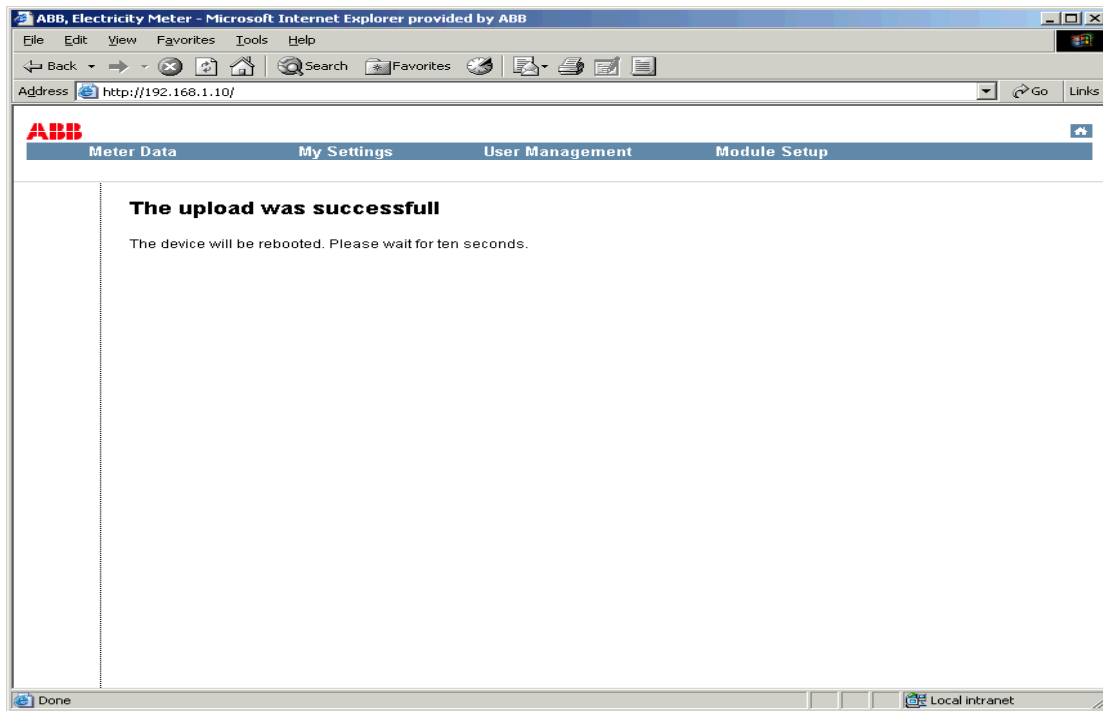 ABB, Electricity Meter - Microsoft Internet Explorer provided by ABB
File Edit View Favorites Tools Help
Back Search Favorites
Address http://192.168.1.10/ Go Links
ABB
Meter Data My Settings User Management Module Setup
The upload was successfull
The device will be rebooted. Please wait for ten seconds.
Done Local intranet